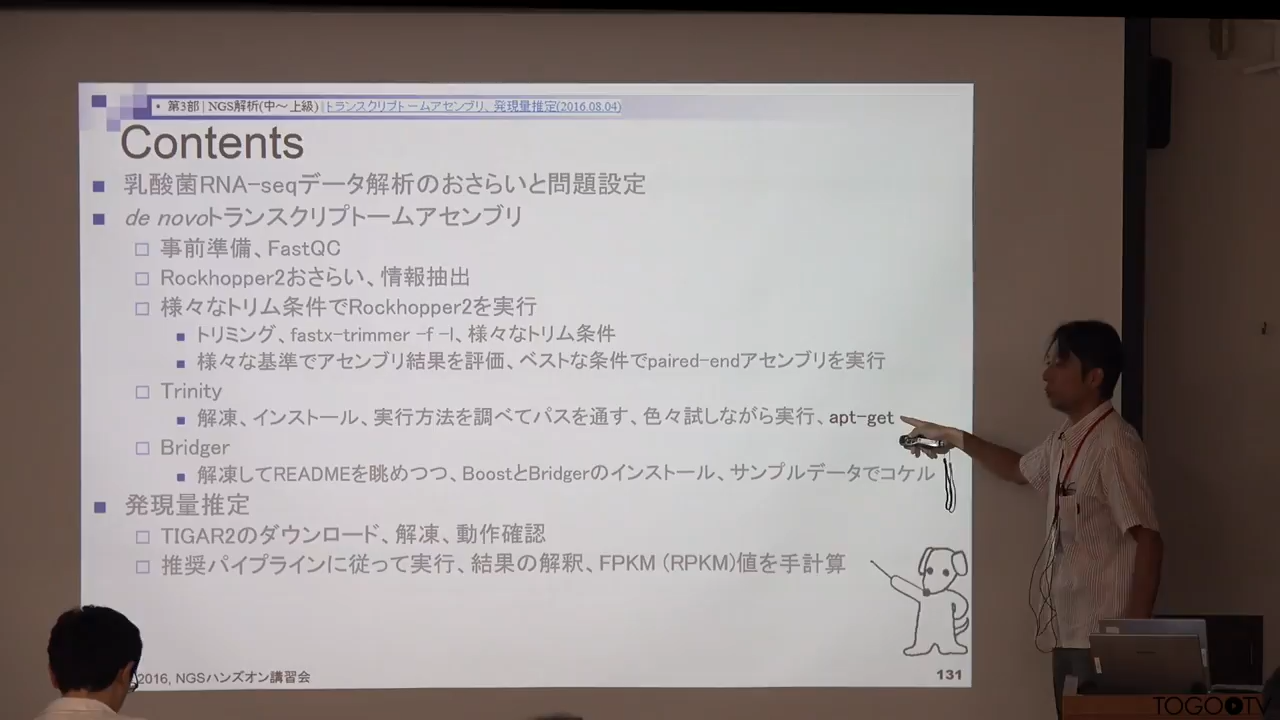 • 第3部 | NGS解析(中～上級) | トランスクリプトームアセンブリ、発現量推定(2016.08.04)
Contents
乳酸菌RNA-seqデータ解析のおさらいと問題設定
de novoトランスクリプトームアセンブリ
事前準備、FastQC
Rockhopper2おさらい、情報抽出
様々なトリム条件でRockhopper2を実行
トリミング、fastx-trimmer -f -l、様々なトリム条件
様々な基準でアセンブリ結果を評価、ベストな条件でpaired-endアセンブリを実行
Trinity
解凍、インストール、実行方法を調べてパスを通す、色々試しながら実行、apt-get
Bridger
解凍してREADMEを眺めつつ、BoostとBridgerのインストール、サンプルデータでコケル
発現量推定
TIGAR2のダウンロード、解凍、動作確認
推奨パイプラインに従って実行、結果の解釈、FPKM (RPKM)値を手計算
2016, NGSハンズオン講習会
131
TOGOTV